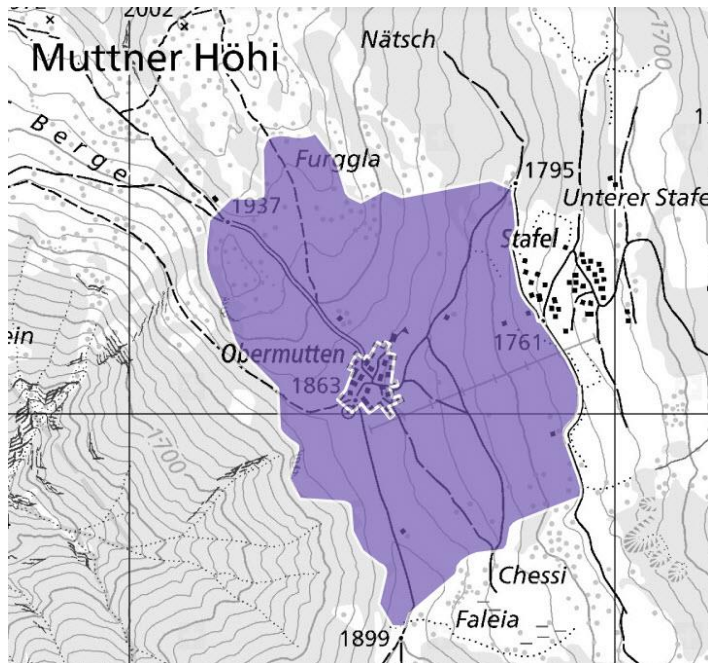 2002
Muttner Höhi
Nätsch
1700
Berge
Furggla
1795
1937
Unterer Stafe
Stafel
Obermutten
1761
ein
1863
1700
Chessi
Faleia
1899